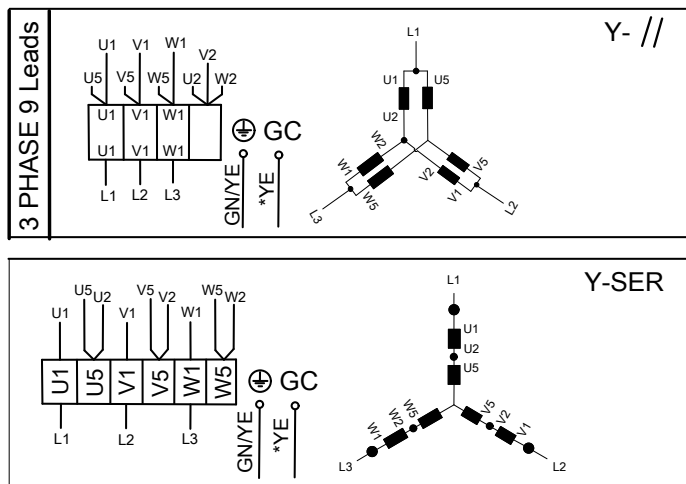 3 PHASE 9 Leads
Y- //
U1 V1 W1 V2
U5 V5 W5 U2 W2
U1 V1 W1
U1 V1 W1
L1 L2 L3
GC
GN/YE
*YE
L1
U1 U5
U2
W2 V5
W1 V2
W5 V1
L3 L2
Y-SER
U5 U2 V5 V2 W5 W2
U1 V1 W1
U1 U5 V1 V5 W1 W5
L1 L2 L3
GC
GN/YE
*YE
L1
U1
U2
U5
W5 V5
W2 V2
W1 V1
L3 L2